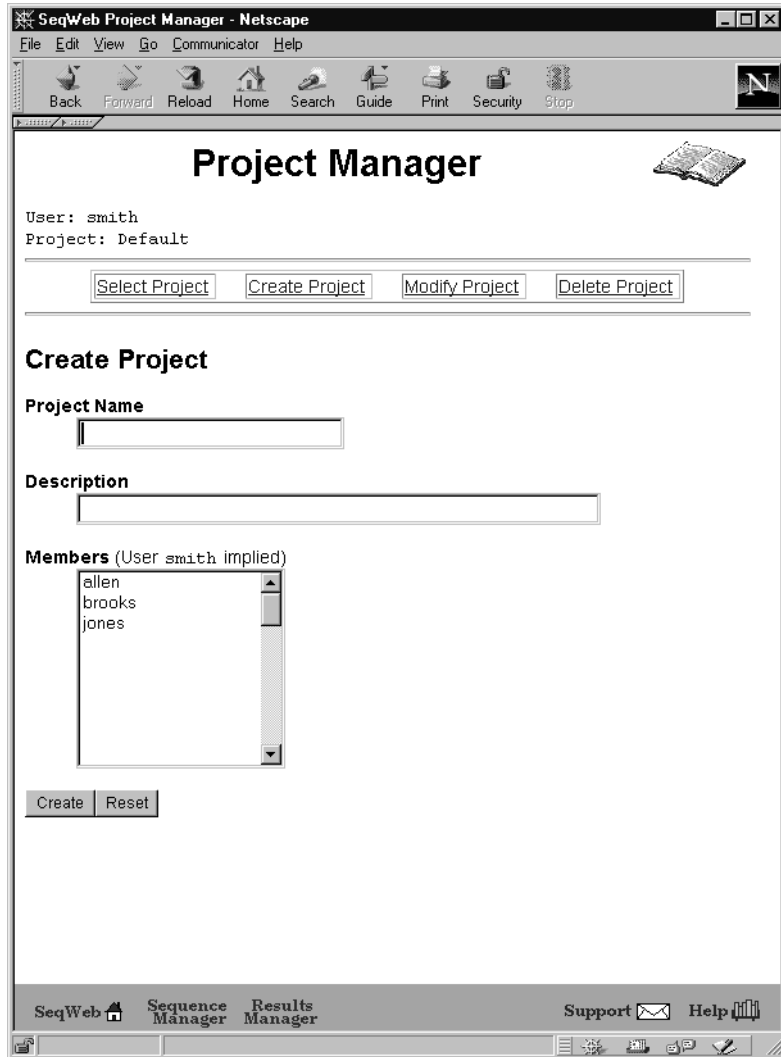 SeqWeb Project Manager - Netscape
File Edit View Go Communicator Help
Back Forward Reload Home Search Guide Print Security Stop
N
Project Manager
User: smith
Project: Default
Select Project Create Project Modify Project Delete Project
Create Project
Project Name
Description
Members (User smith implied)
allen
brooks
jones
Create Reset
SeqWeb Sequence Manager Results Manager Support Help